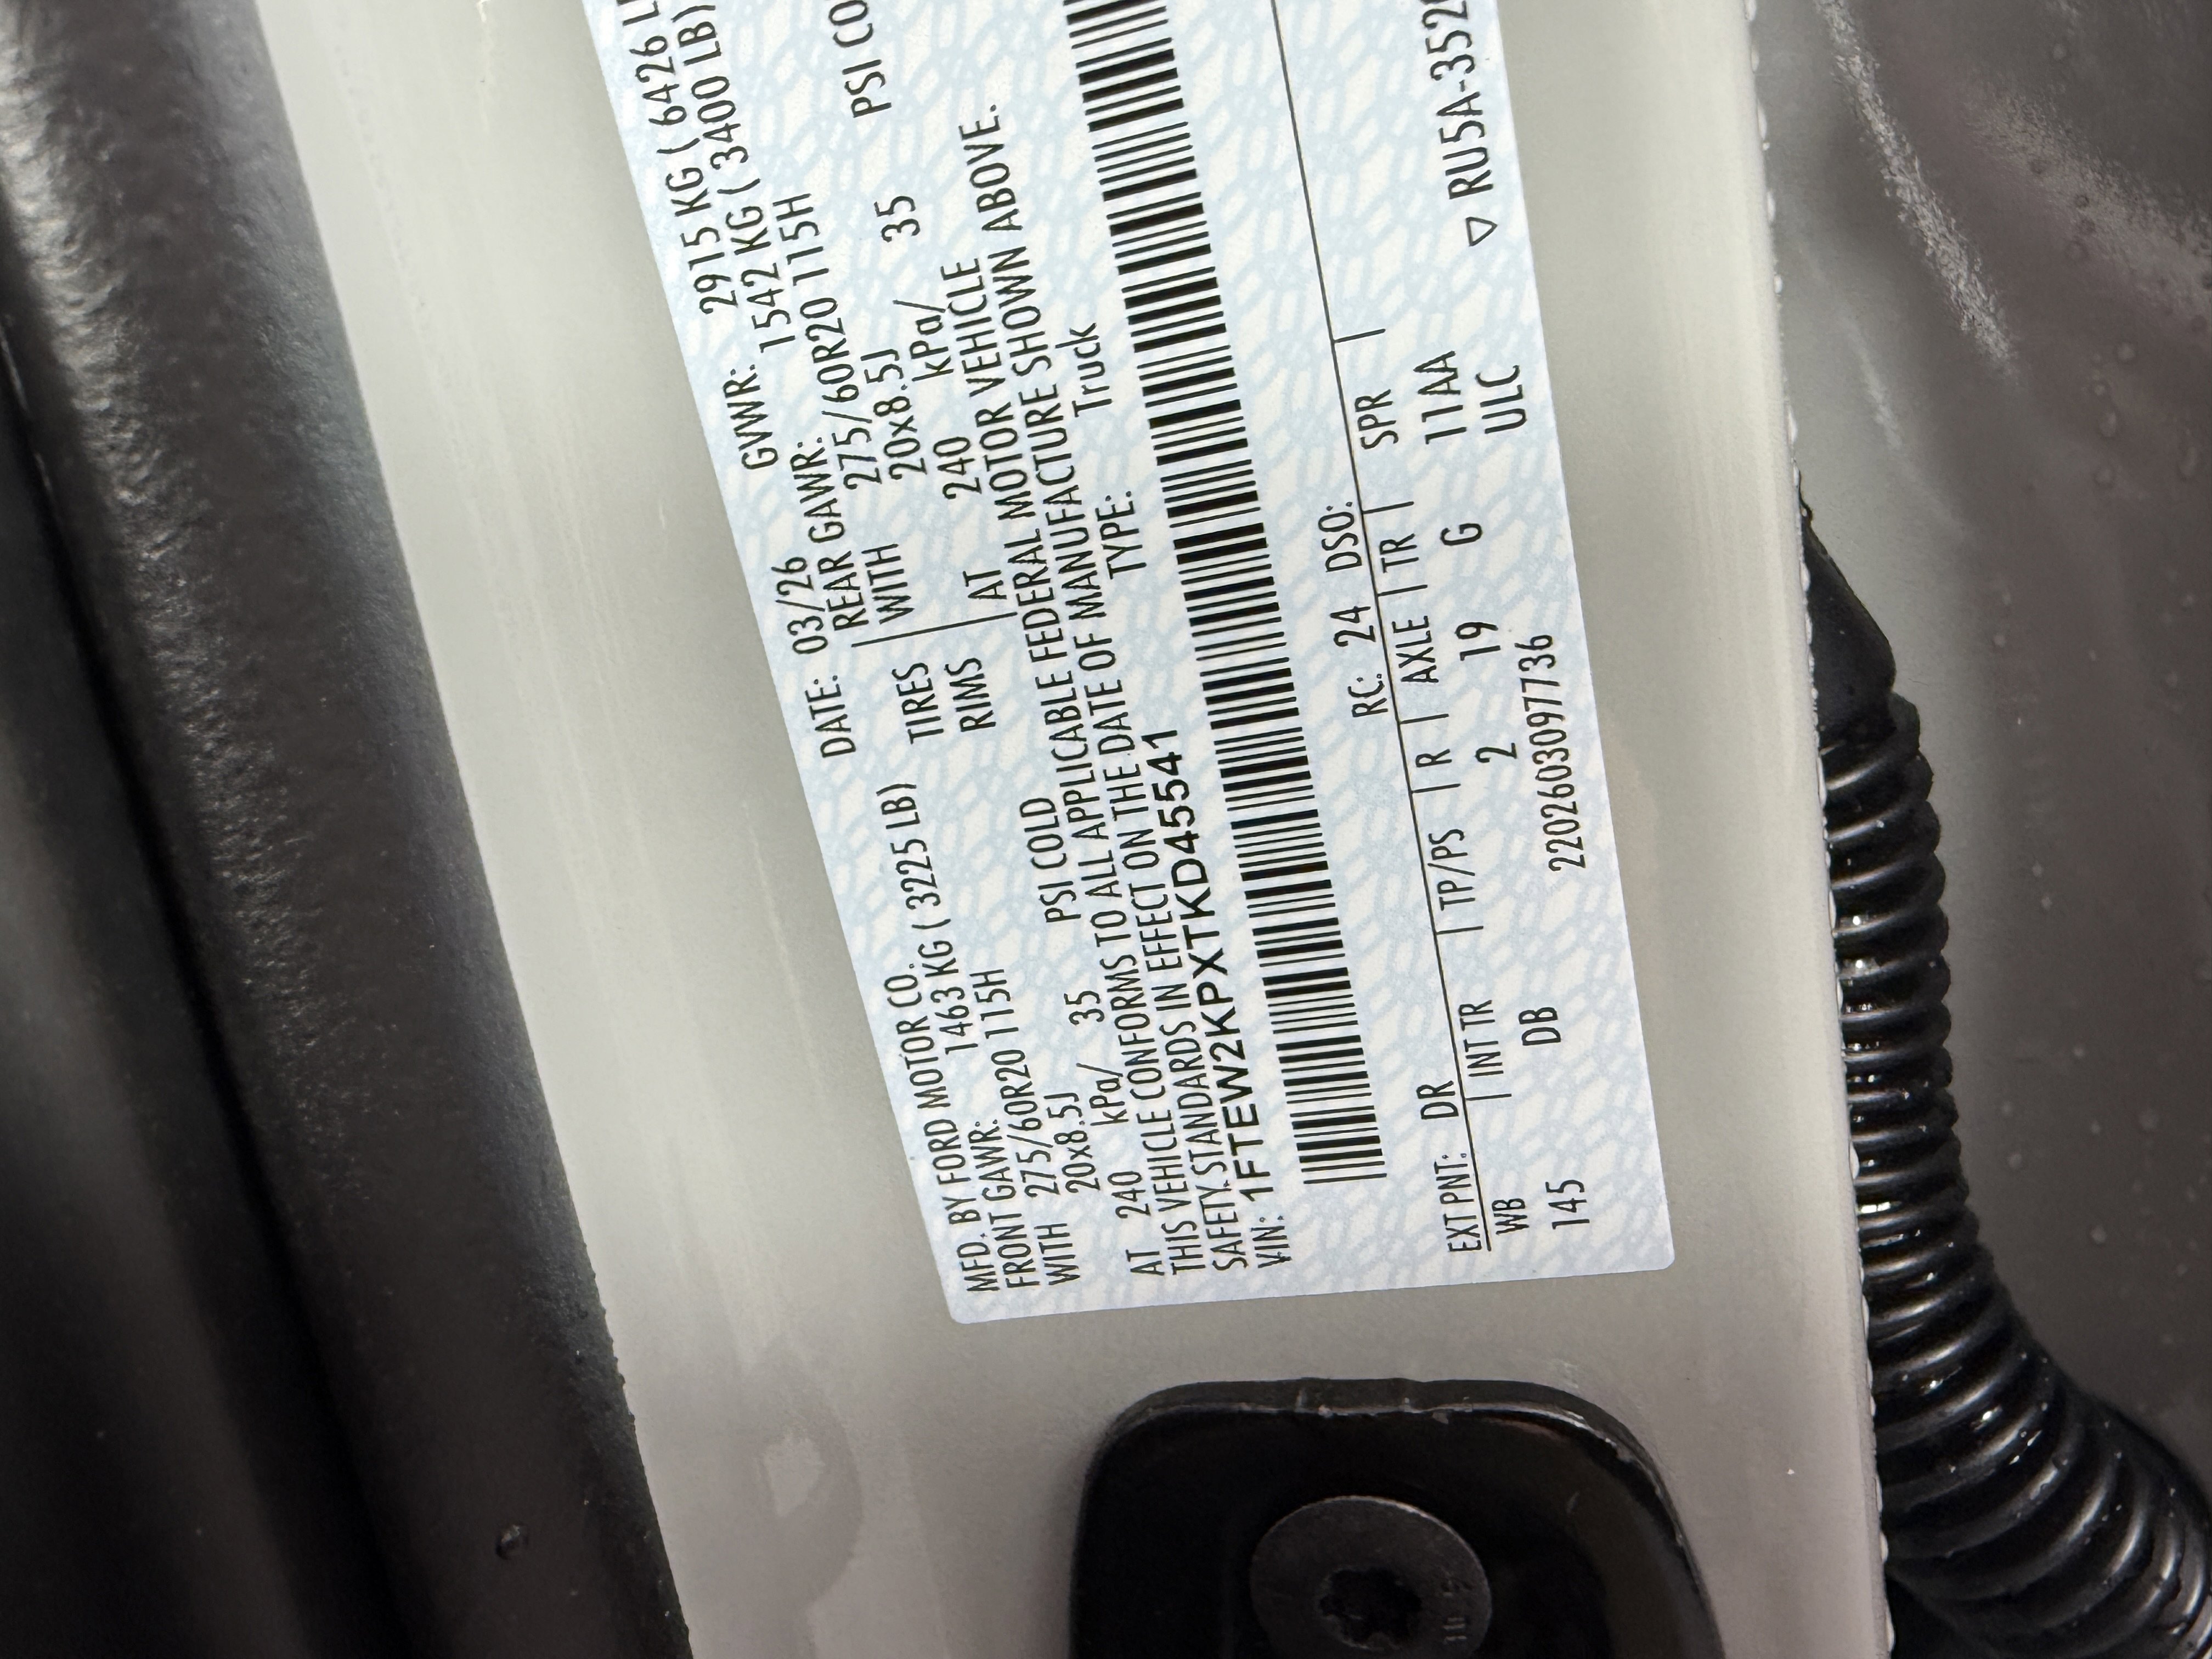 MFD. BY FORD MOTOR CO. DATE: 03/26 GVWR: 2915 KG ( 6426
FRONT GAWR: 1463 KG ( 3225 LB) REAR GAWR: 1542 KG ( 3400 LB)
WITH 275/60R20 115H TIRES WITH 275/60R20 115H
20x8.5J RIMS 20x8.5J
AT 240 kPa/ 35 PSI COLD AT 240 kPa/ 35 PSI
THIS VEHICLE CONFORMS TO ALL APPLICABLE FEDERAL MOTOR VEHICLE
SAFETY STANDARDS IN EFFECT ON THE DATE OF MANUFACTURE SHOWN ABOVE.
VIN: 1FTEW2KPXTKD45541 TYPE: Truck
EXT PNT: DR RC: 24 DSO:
WB | INT TR | TP/PS | R | AXLE | TR | SPR
145 DB 2 19 G 11AA
2202603097736 ULC ▽ RU5A-352
10.9